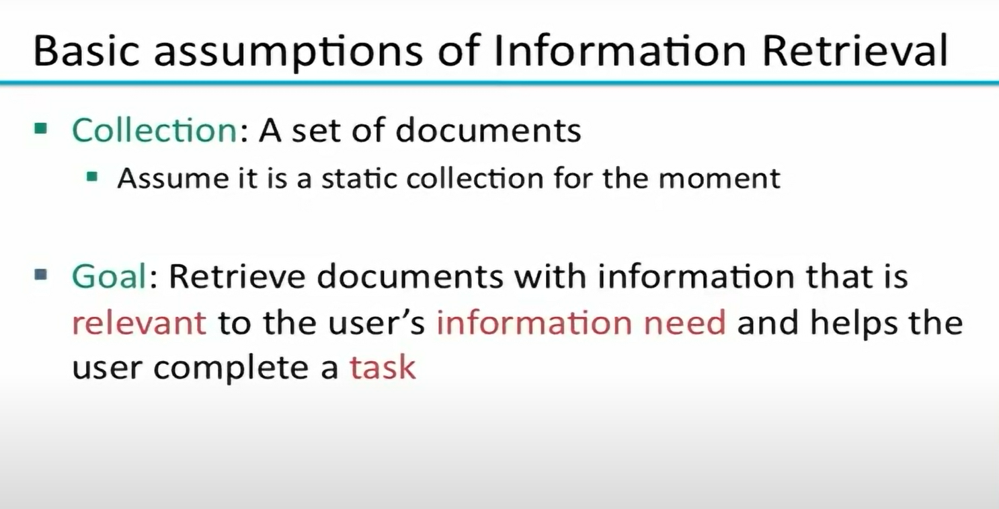 Basic assumptions of Information Retrieval
Collection: A set of documents
Assume it is a static collection for the moment
Goal: Retrieve documents with information that is
relevant to the user’s information need and helps the
user complete a task